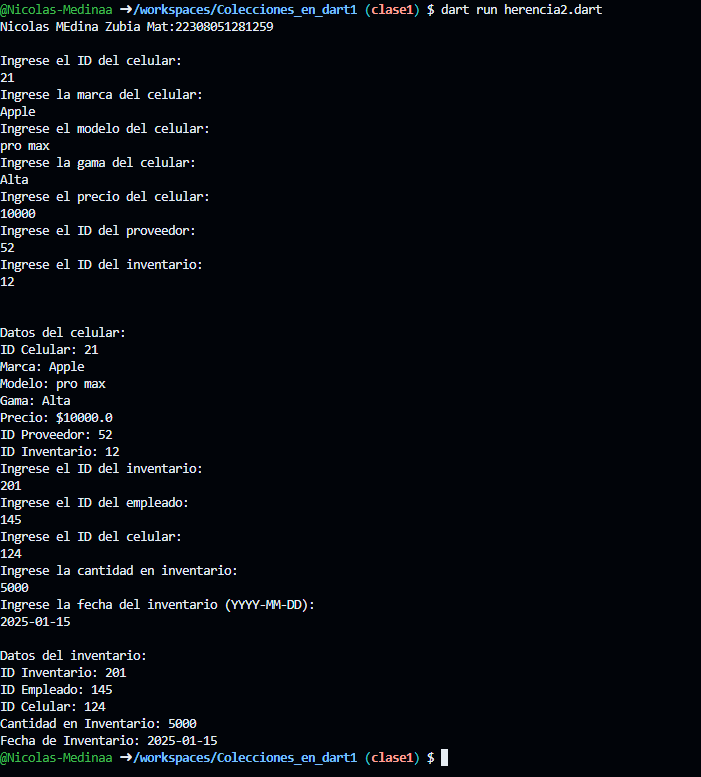 @Nicolas-Medinaa ➜/workspaces/Colecciones_en_dart1 (clase1) $ dart run herencia2.dart
Nicolas MEdina Zubia Mat:22308051281259
Ingrese el ID del celular:
21
Ingrese la marca del celular:
Apple
Ingrese el modelo del celular:
pro max
Ingrese la gama del celular:
Alta
Ingrese el precio del celular:
10000
Ingrese el ID del proveedor:
52
Ingrese el ID del inventario:
12
Datos del celular:
ID Celular: 21
Marca: Apple
Modelo: pro max
Gama: Alta
Precio: $10000.0
ID Proveedor: 52
ID Inventario: 12
Ingrese el ID del inventario:
201
Ingrese el ID del empleado:
145
Ingrese el ID del celular:
124
Ingrese la cantidad en inventario:
5000
Ingrese la fecha del inventario (YYYY-MM-DD):
2025-01-15
Datos del inventario:
ID Inventario: 201
ID Empleado: 145
ID Celular: 124
Cantidad en Inventario: 5000
Fecha de Inventario: 2025-01-15
@Nicolas-Medinaa ➜/workspaces/Colecciones_en_dart1 (clase1) $